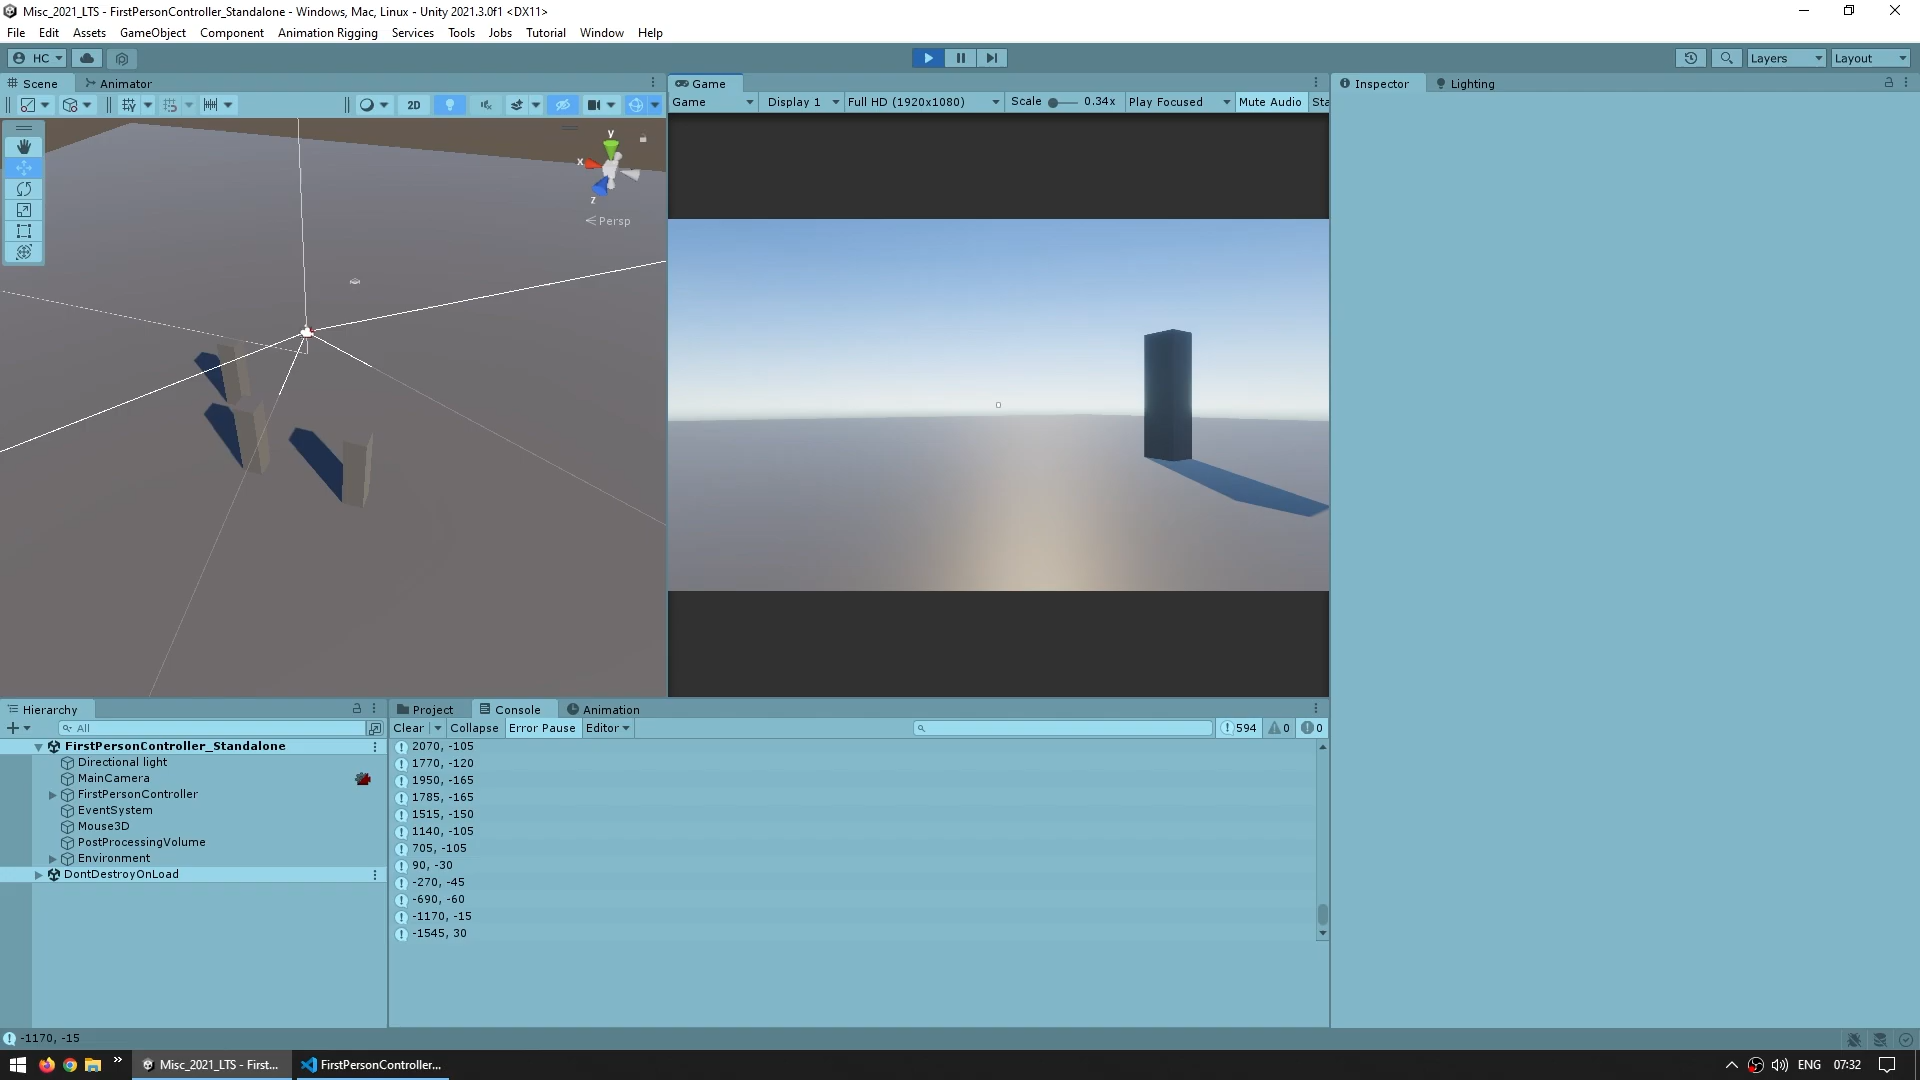 Misc_2021_LTS - FirstPersonController_Standalone - Windows, Mac, Linux - Unity 2021.3.0f1 <DX11>
File Edit Assets GameObject Component Animation Rigging Services Tools Jobs Tutorial Window Help
HC Layers Layout
Scene Animator Game Inspector Lighting
2D Game Display 1 Full HD (1920x1080) Scale 0.34x Play Focused Mute Audio Sta
y
x
z
Persp
Hierarchy Project Console Animation
All Clear Collapse Error Pause Editor 594 0 0
FirstPersonController_Standalone
Directional light
MainCamera
FirstPersonController
EventSystem
Mouse3D
PostProcessingVolume
Environment
DontDestroyOnLoad
2070, -105
1770, -120
1950, -165
1785, -165
1515, -150
1140, -105
705, -105
90, -30
-270, -45
-690, -60
-1170, -15
-1545, 30
-1170, -15
Misc_2021_LTS - First... FirstPersonController... ENG 07:32